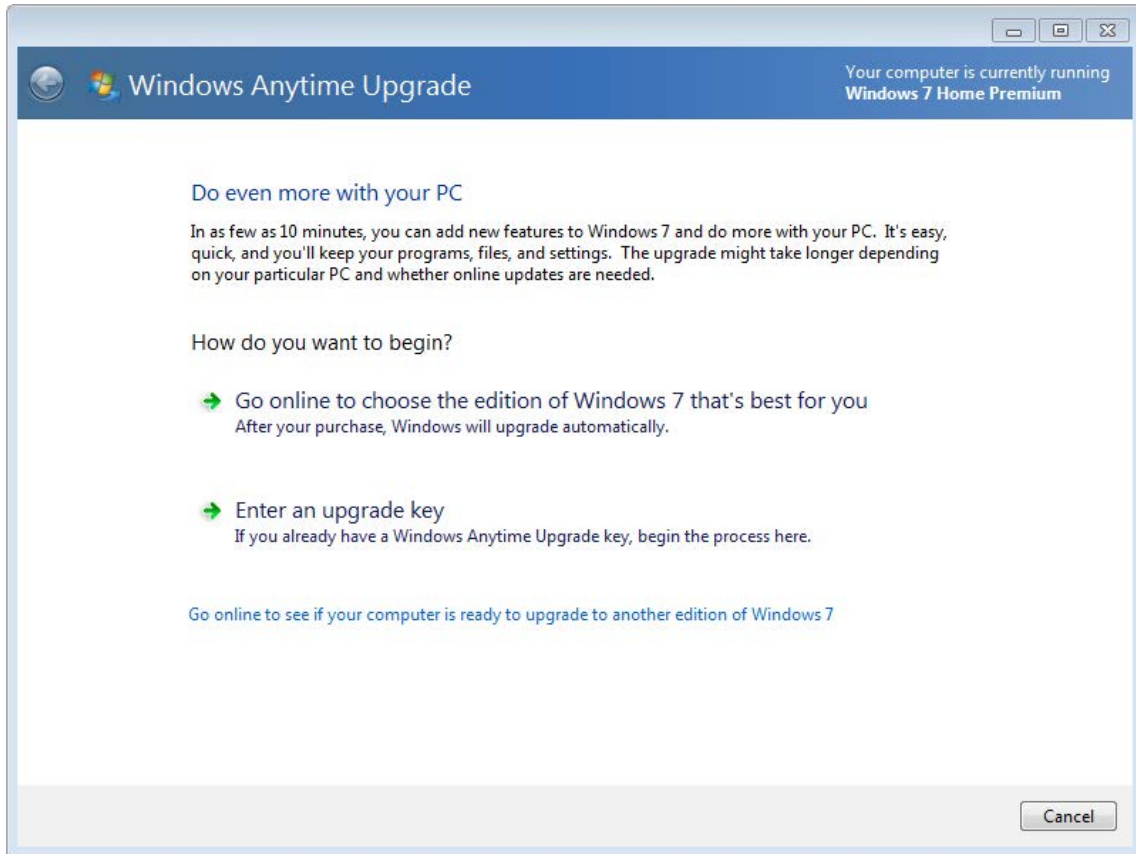 Windows Anytime Upgrade
Your computer is currently running
Windows 7 Home Premium
Do even more with your PC
In as few as 10 minutes, you can add new features to Windows 7 and do more with your PC.  It's easy,
quick, and you'll keep your programs, files, and settings.  The upgrade might take longer depending
on your particular PC and whether online updates are needed.
How do you want to begin?
Go online to choose the edition of Windows 7 that's best for you
After your purchase, Windows will upgrade automatically.
Enter an upgrade key
If you already have a Windows Anytime Upgrade key, begin the process here.
Go online to see if your computer is ready to upgrade to another edition of Windows 7
Cancel